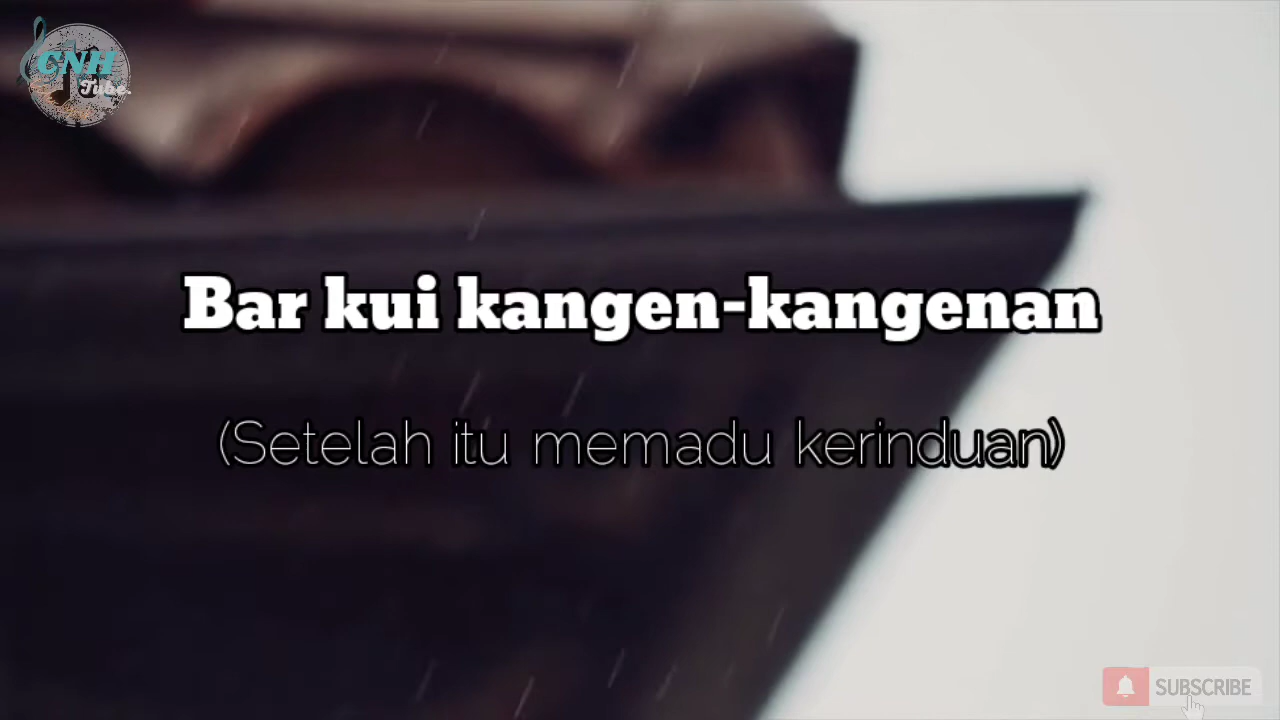 CNH
Tube.
Bar kui kangen-kangenan
(Setelah itu memadu kerinduan)
SUBSCRIBE